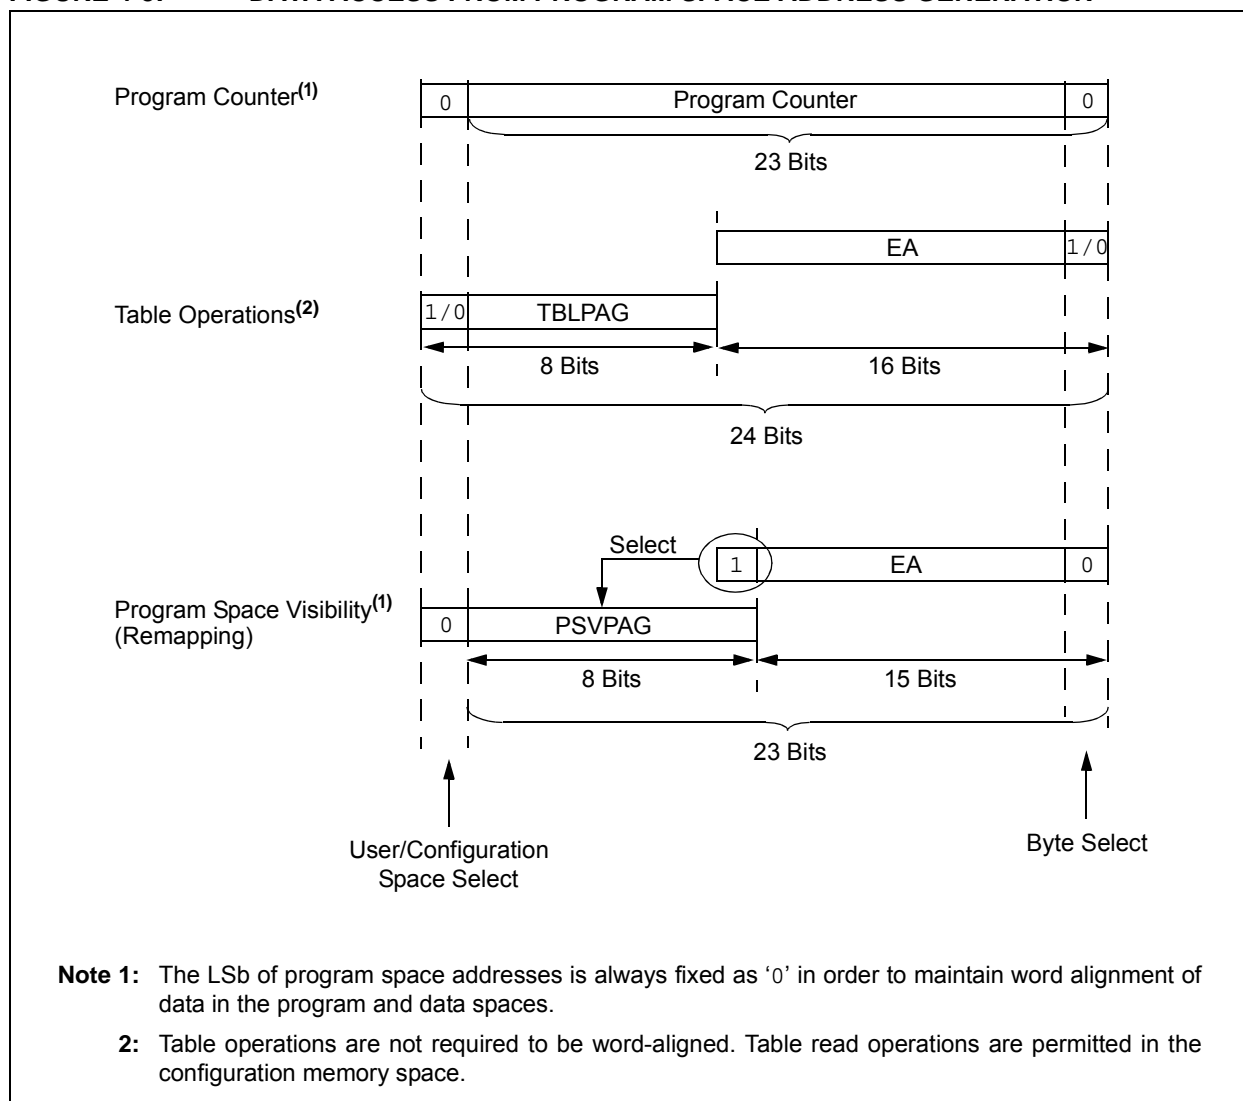 Program Counter(1)
0 Program Counter 0
23 Bits
EA 1/0
Table Operations(2)
1/0 TBLPAG
8 Bits 16 Bits
24 Bits
Select
1 EA 0
Program Space Visibility(1)
(Remapping)
0 PSVPAG
8 Bits 15 Bits
23 Bits
User/Configuration
Space Select
Byte Select
Note 1: The LSb of program space addresses is always fixed as ‘0’ in order to maintain word alignment of
data in the program and data spaces.
2: Table operations are not required to be word-aligned. Table read operations are permitted in the
configuration memory space.